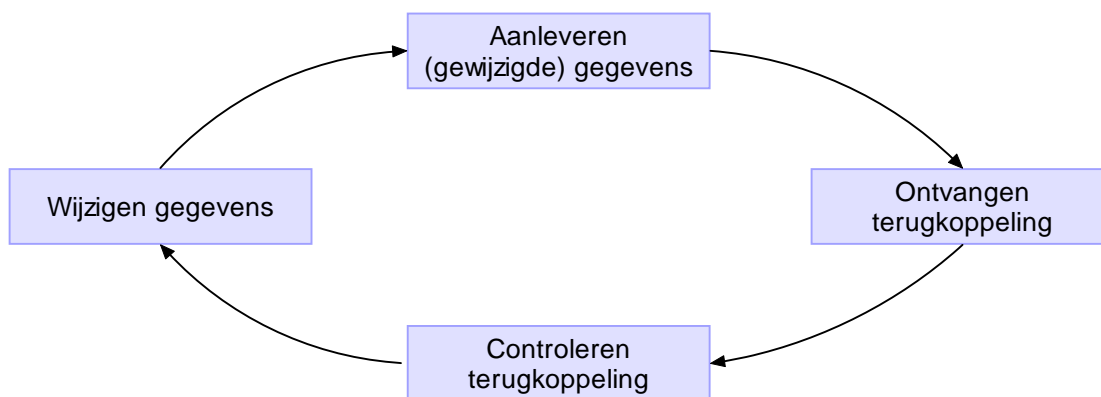 Aanleveren
(gewijzigde) gegevens
Wijzigen gegevens
Ontvangen
terugkoppeling
Controleren
terugkoppeling